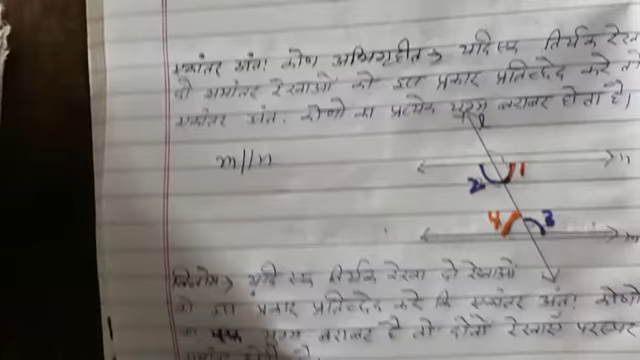 एकांतर अंतः कोण अभिगृहीत → यदि एक तिर्यक रेखा
दो समांतर रेखाओं को इस प्रकार प्रतिच्छेद करे तो
एकांतर अंतः कोणों का प्रत्येक युग्म बराबर होता है।
l
m//n
n
2 1
4 3
m
विलोम → यदि एक तिर्यक रेखा दो रेखाओं
को इस प्रकार प्रतिच्छेद करे कि एकांतर अंतः कोणों
का एक युग्म बराबर है तो दोनों रेखाएँ परस्पर